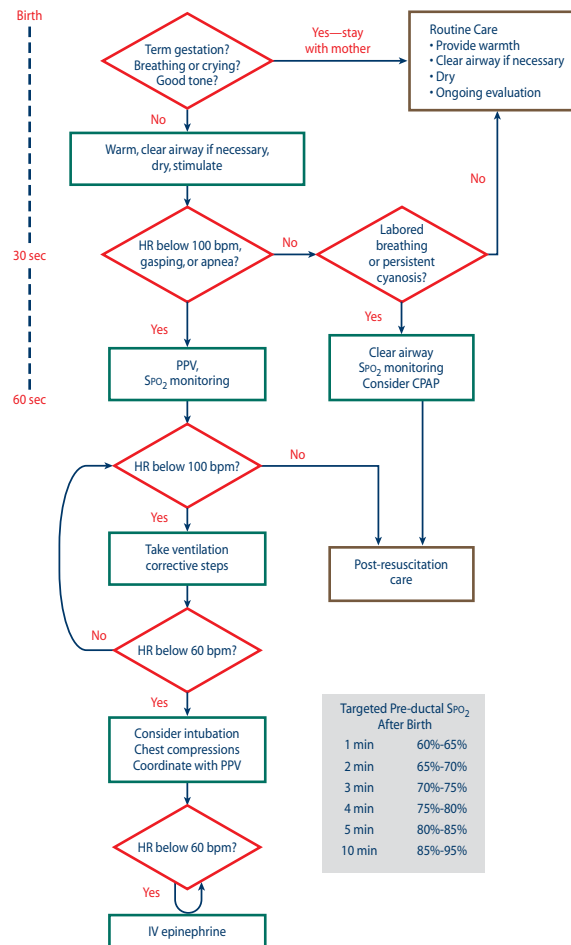 Birth
Term gestation?
Breathing or crying?
Good tone?
Yes—stay
with mother
Routine Care
• Provide warmth
• Clear airway if necessary
• Dry
• Ongoing evaluation
No
Warm, clear airway if necessary,
dry, stimulate
No
30 sec
HR below 100 bpm,
gasping, or apnea?
No
Labored
breathing
or persistent
cyanosis?
Yes
Yes
PPV,
SPO2 monitoring
Clear airway
SPO2 monitoring
Consider CPAP
60 sec
HR below 100 bpm?
No
Yes
Take ventilation
corrective steps
Post-resuscitation
care
No
HR below 60 bpm?
Yes
Consider intubation
Chest compressions
Coordinate with PPV
Targeted Pre-ductal SPO2
After Birth
1 min 60%-65%
2 min 65%-70%
3 min 70%-75%
4 min 75%-80%
5 min 80%-85%
10 min 85%-95%
HR below 60 bpm?
Yes
IV epinephrine